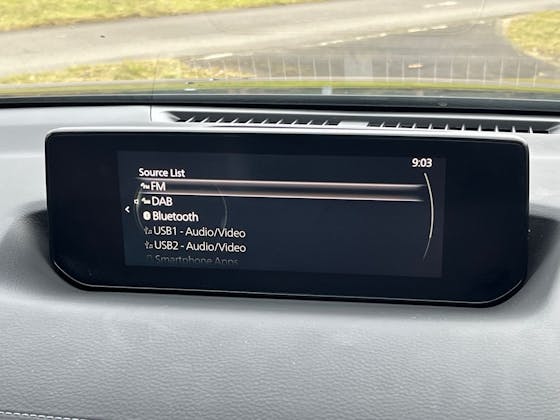 9:03
Source List
FM
DAB
Bluetooth
USB1 - Audio/Video
USB2 - Audio/Video
Smartphone Apps